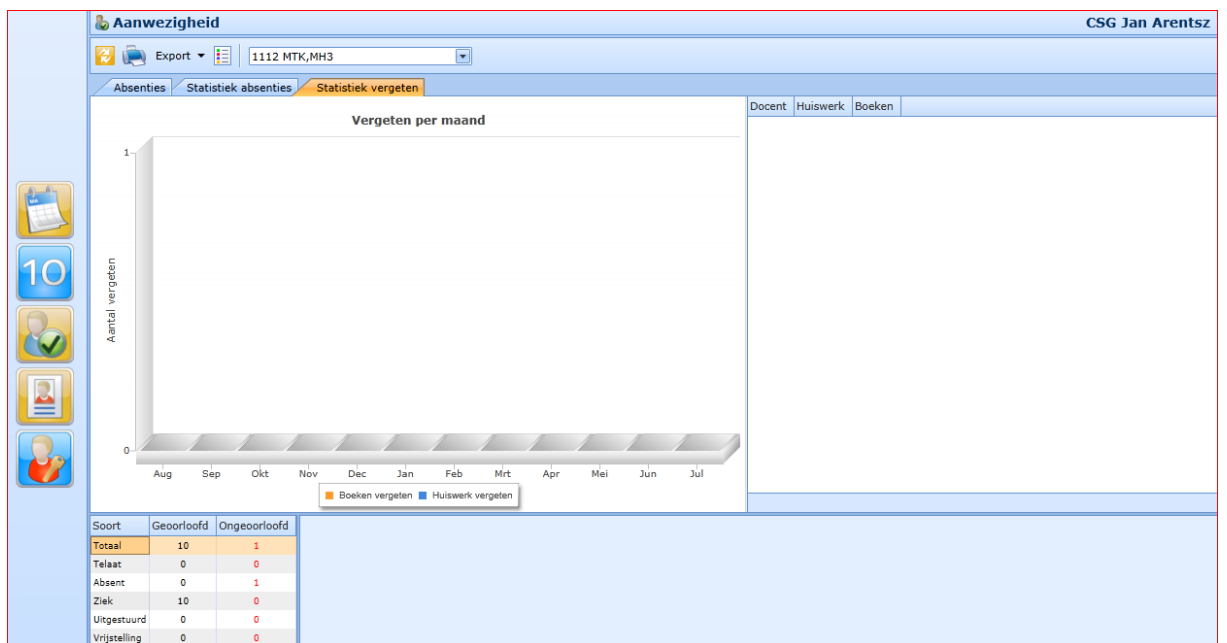 Aanwezigheid CSG Jan Arentsz
Export 1112 MTK,MH3
Absenties Statistiek absenties Statistiek vergeten
Docent Huiswerk Boeken
Vergeten per maand
1
Aantal vergeten
0
Aug Sep Okt Nov Dec Jan Feb Mrt Apr Mei Jun Jul
Boeken vergeten Huiswerk vergeten
MA
10
Soort Geoorloofd Ongeoorloofd
Totaal 10 1
Telaat 0 0
Absent 0 1
Ziek 10 0
Uitgestuurd 0 0
Vrijstelling 0 0